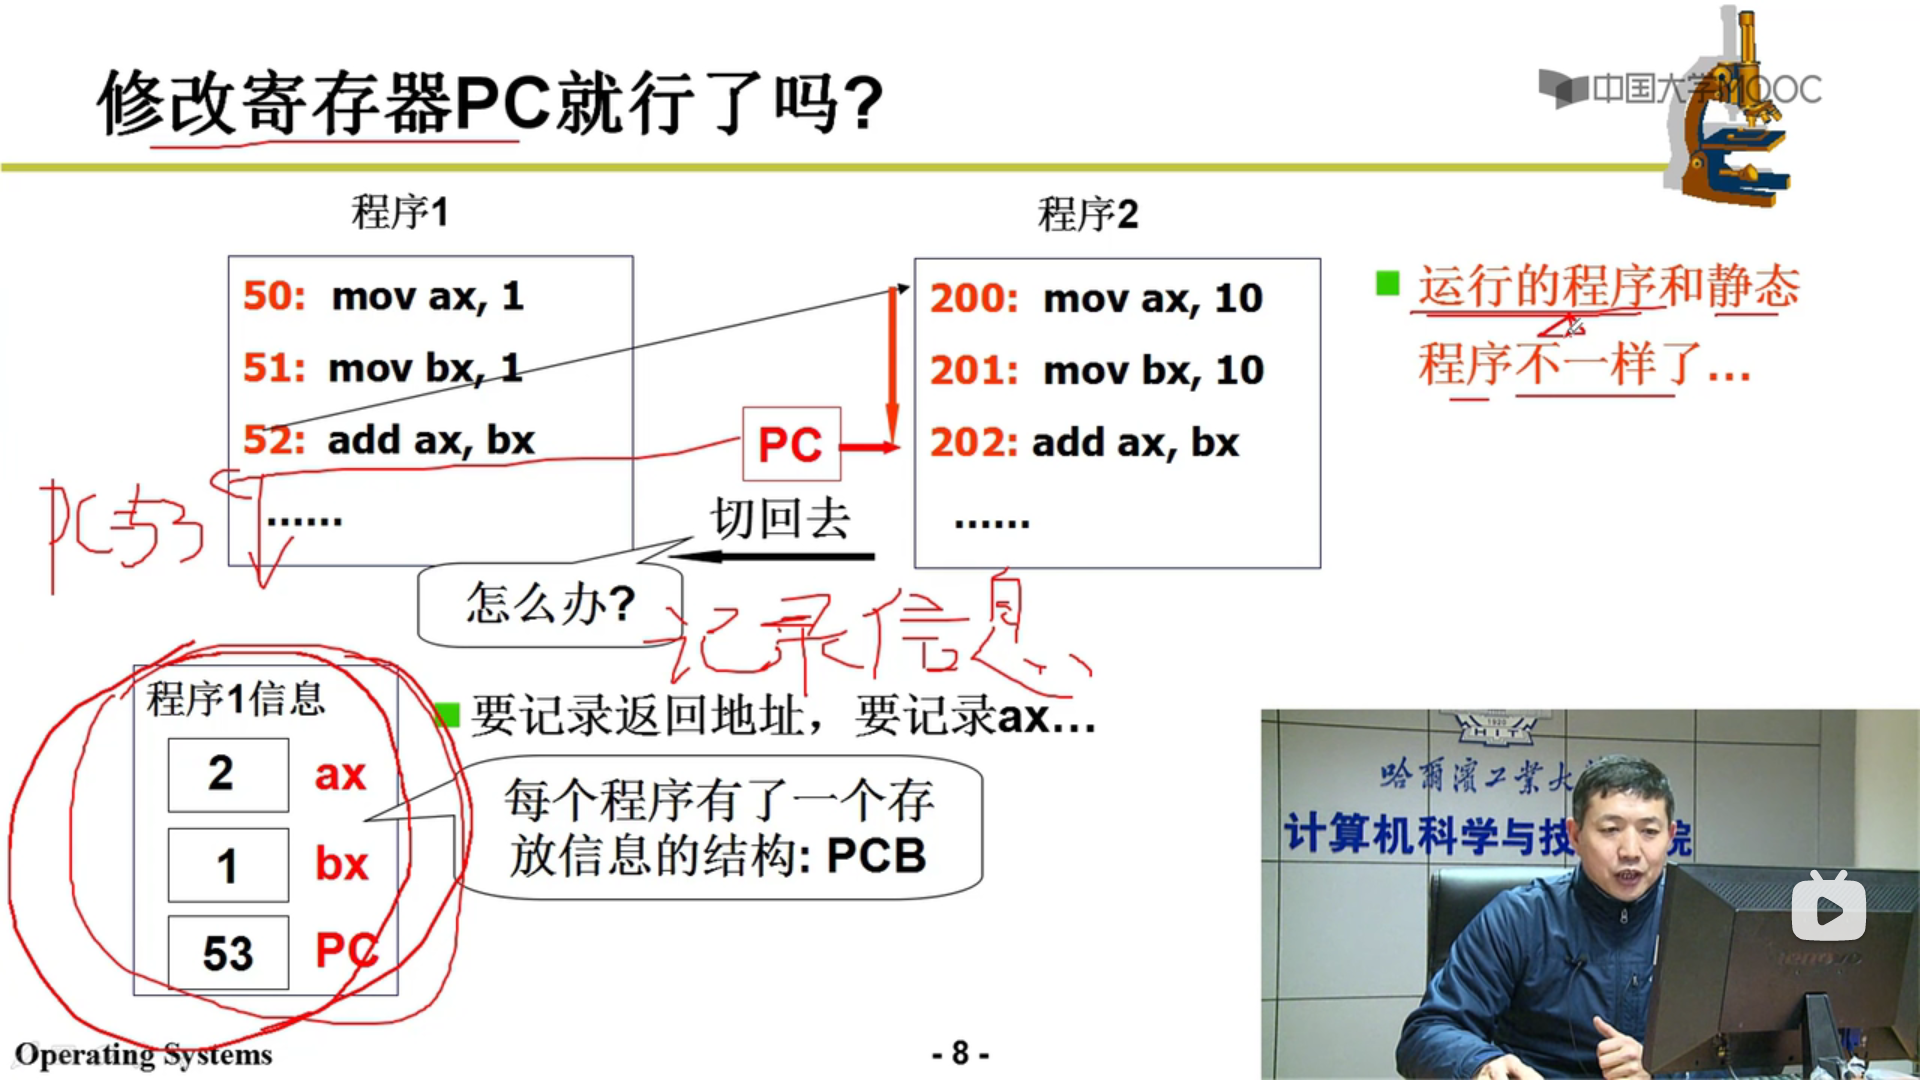 修改寄存器PC就行了吗?
中国大学MOOC
程序1
程序2
50: mov ax, 1
51: mov bx, 1
52: add ax, bx
......
200: mov ax, 10
201: mov bx, 10
202: add ax, bx
......
运行的程序和静态
程序不一样了...
PC
PC=53
切回去
怎么办?
记录信息
程序1信息
2 ax
1 bx
53 PC
要记录返回地址，要记录ax...
每个程序有了一个存
放信息的结构: PCB
1920
HIT
哈尔滨工业大
计算机科学与技
院
lenovo
Operating Systems
- 8 -